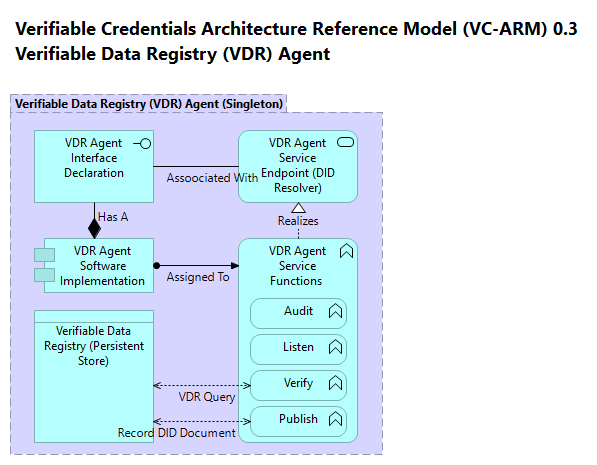 Verifiable Credentials Architecture Reference Model (VC-ARM) 0.3
Verifiable Data Registry (VDR) Agent
Verifiable Data Registry (VDR) Agent (Singleton)
VDR Agent
Interface
Declaration
Assoociated With
VDR Agent
Service
Endpoint (DID
Resolver)
Has A
Realizes
VDR Agent
Software
Implementation
Assigned To
VDR Agent
Service
Functions
Audit
Listen
Verify
Publish
Verifiable Data
Registry (Persistent
Store)
VDR Query
Record DID Document